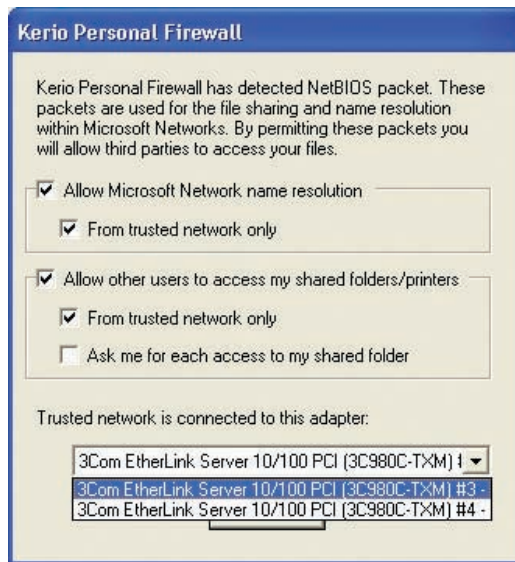 Kerio Personal Firewall
Kerio Personal Firewall has detected NetBIOS packet. These
packets are used for the file sharing and name resolution
within Microsoft Networks. By permitting these packets you
will allow third parties to access your files.
Allow Microsoft Network name resolution
From trusted network only
Allow other users to access my shared folders/printers
From trusted network only
Ask me for each access to my shared folder
Trusted network is connected to this adapter:
3Com EtherLink Server 10/100 PCI (3C980C-TXM)
3Com EtherLink Server 10/100 PCI (3C980C-TXM) #3 -
3Com EtherLink Server 10/100 PCI (3C980C-TXM) #4 -